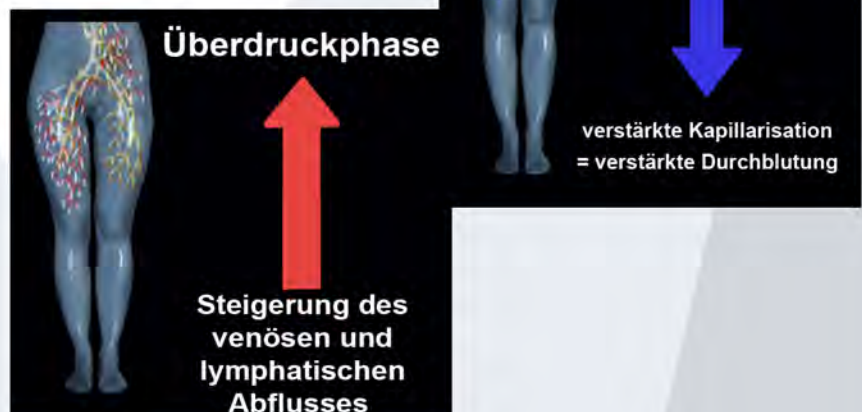 Überdruckphase
Steigerung des
venösen und
lymphatischen
Abflusses
verstärkte Kapillarisation
= verstärkte Durchblutung